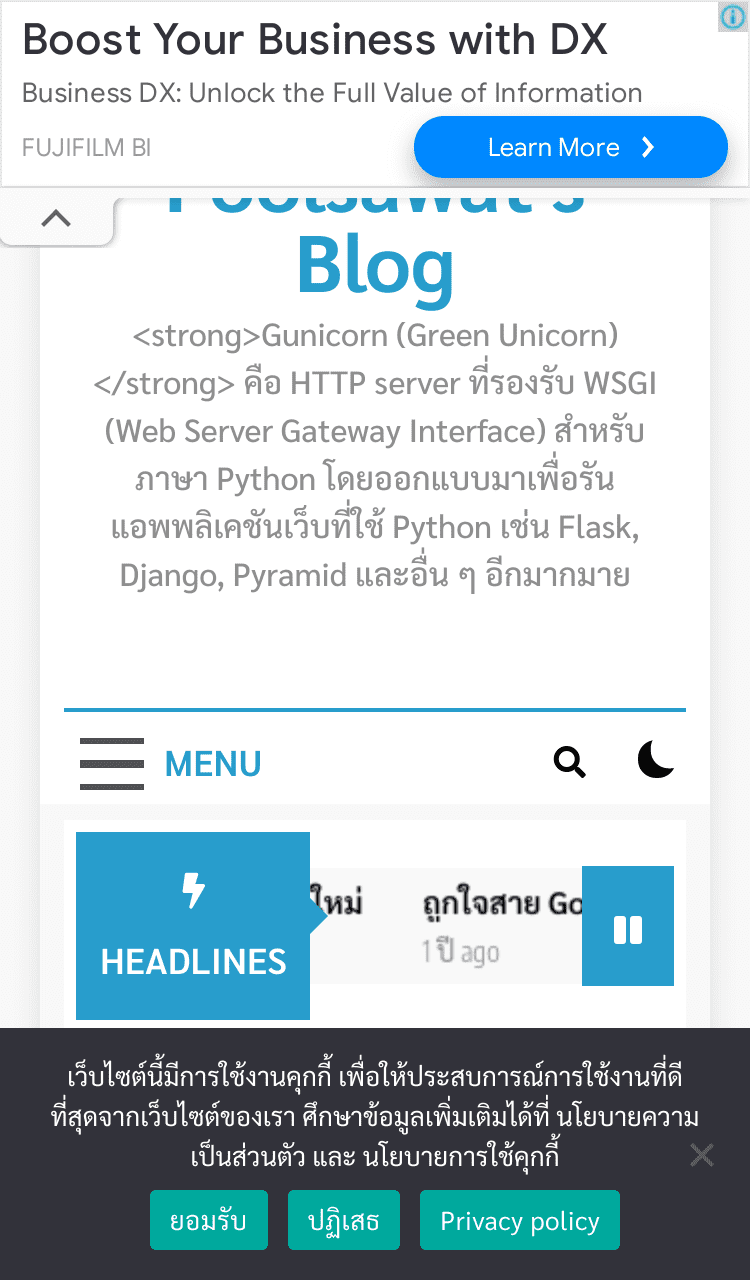 Boost Your Business with DX
Business DX: Unlock the Full Value of Information
FUJIFILM BI
Learn More
Blog
<strong>Gunicorn (Green Unicorn)
</strong> คือ HTTP server ที่รองรับ WSGI
(Web Server Gateway Interface) สำหรับ
ภาษา Python โดยออกแบบมาเพื่อรัน
แอพพลิเคชันเว็บที่ใช้ Python เช่น Flask,
Django, Pyramid และอื่น ๆ อีกมากมาย
MENU
HEADLINES
ใหม่
ถูกใจสาย Go
1 ปี ago
เว็บไซต์นี้มีการใช้งานคุกกี้ เพื่อให้ประสบการณ์การใช้งานที่ดี
ที่สุดจากเว็บไซต์ของเรา ศึกษาข้อมูลเพิ่มเติมได้ที่ นโยบายความ
เป็นส่วนตัว และ นโยบายการใช้คุกกี้
ยอมรับ
ปฏิเสธ
Privacy policy